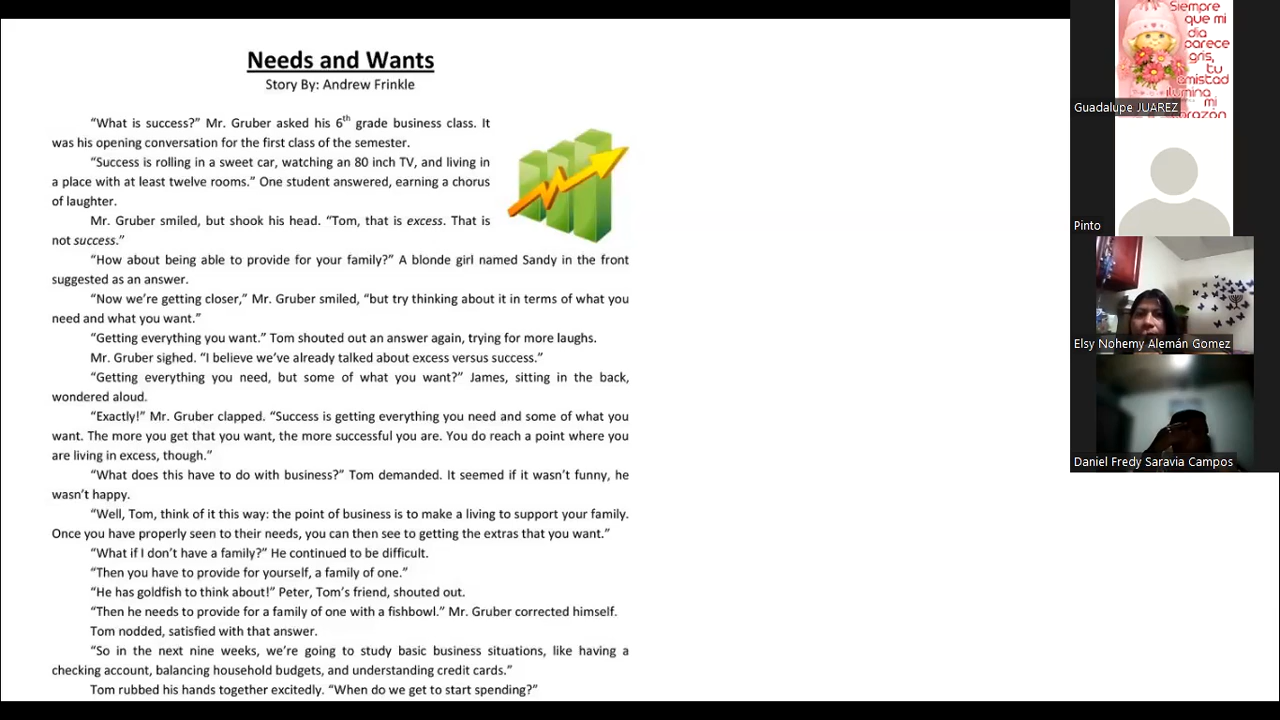 Needs and Wants
Story By: Andrew Frinkle
“What is success?” Mr. Gruber asked his 6th grade business class. It
was his opening conversation for the first class of the semester.
“Success is rolling in a sweet car, watching an 80 inch TV, and living in
a place with at least twelve rooms.” One student answered, earning a chorus
of laughter.
Mr. Gruber smiled, but shook his head. “Tom, that is excess. That is
not success.”
“How about being able to provide for your family?” A blonde girl named Sandy in the front
suggested as an answer.
“Now we’re getting closer,” Mr. Gruber smiled, “but try thinking about it in terms of what you
need and what you want.”
“Getting everything you want.” Tom shouted out an answer again, trying for more laughs.
Mr. Gruber sighed. “I believe we’ve already talked about excess versus success.”
“Getting everything you need, but some of what you want?” James, sitting in the back,
wondered aloud.
“Exactly!” Mr. Gruber clapped. “Success is getting everything you need and some of what you
want. The more you get that you want, the more successful you are. You do reach a point where you
are living in excess, though.”
“What does this have to do with business?” Tom demanded. It seemed if it wasn’t funny, he
wasn’t happy.
“Well, Tom, think of it this way: the point of business is to make a living to support your family.
Once you have properly seen to their needs, you can then see to getting the extras that you want.”
“What if I don’t have a family?” He continued to be difficult.
“Then you have to provide for yourself, a family of one.”
“He has goldfish to think about!” Peter, Tom’s friend, shouted out.
“Then he needs to provide for a family of one with a fishbowl.” Mr. Gruber corrected himself.
Tom nodded, satisfied with that answer.
“So in the next nine weeks, we’re going to study basic business situations, like having a
checking account, balancing household budgets, and understanding credit cards.”
Tom rubbed his hands together excitedly. “When do we get to start spending?”
Siempre
que mi
dia
parece
gris,
tu
amistad
ilumina
mi
corazón
Guadalupe JUAREZ
Pinto
Elsy Nohemy Alemán Gomez
Daniel Fredy Saravia Campos